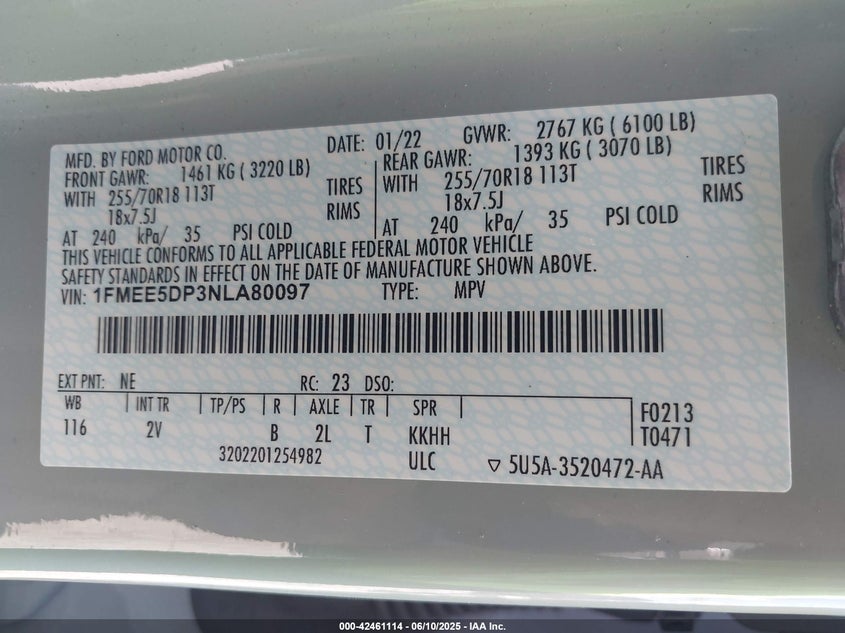 MFD. BY FORD MOTOR CO.
DATE: 01/22 GVWR: 2767 KG ( 6100 LB)
FRONT GAWR: 1461 KG ( 3220 LB)
WITH 255/70R18 113T TIRES
18x7.5J RIMS
AT 240 kPa/ 35 PSI COLD
REAR GAWR: 1393 KG ( 3070 LB)
WITH 255/70R18 113T TIRES
18x7.5J RIMS
AT 240 kPa/ 35 PSI COLD
THIS VEHICLE CONFORMS TO ALL APPLICABLE FEDERAL MOTOR VEHICLE
SAFETY STANDARDS IN EFFECT ON THE DATE OF MANUFACTURE SHOWN ABOVE.
VIN: 1FMEE5DP3NLA80097 TYPE: MPV
EXT PNT: NE RC: 23 DSO:
WB INT TR TP/PS R AXLE TR SPR
116 2V B 2L T KKHH
F0213
T0471
3202201254982 ULC ▽ 5U5A-3520472-AA
000-42461114 | 06/10/2025 | IAA Inc.